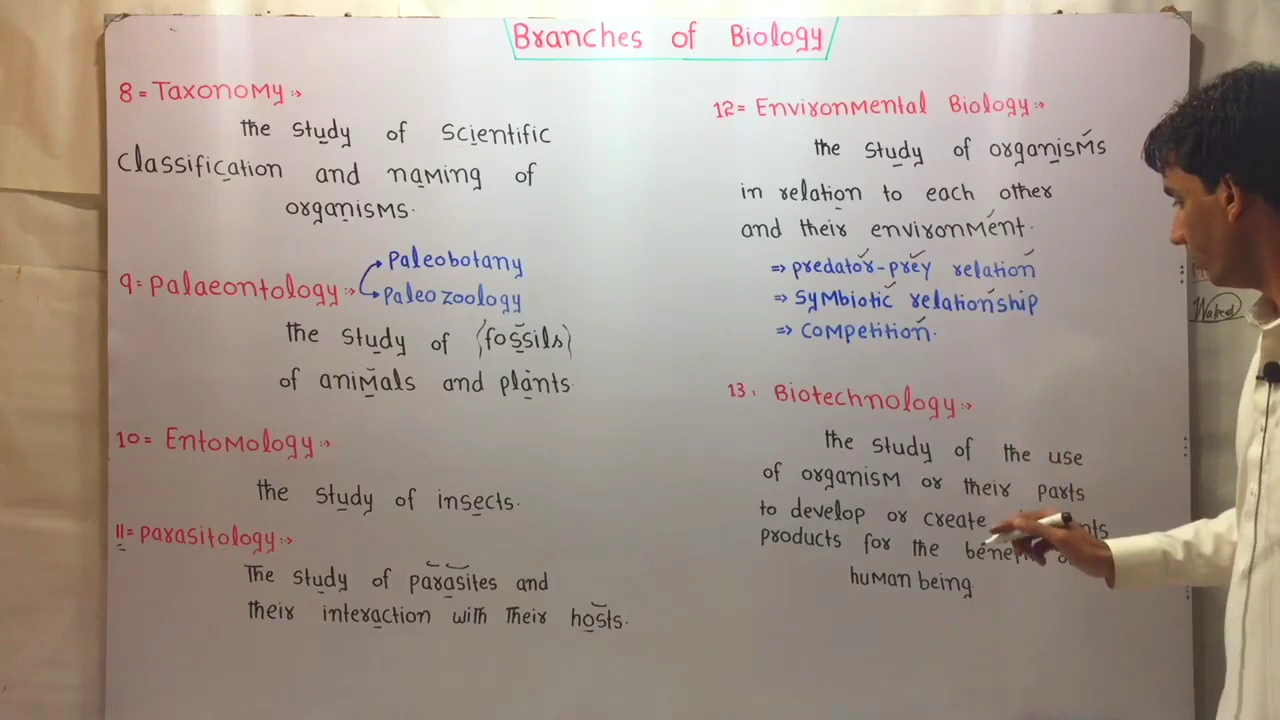 Branches of Biology
8= Taxonomy :->
the study of scientific
classification and naming of
organisms.
9= Palaeontology :->
Paleobotany
Paleozoology
the study of {fossils}
of animals and plants
10= Entomology :->
the study of insects.
11= parasitology :->
The study of parasites and
their interaction with their hosts.
12= Environmental Biology :->
the study of organisms
in relation to each other
and their environment.
=> predator-prey relation
=> symbiotic relationship
=> competition.
13. Biotechnology :->
the study of the use
of organism or their parts
to develop or create
products for the
human being.
Waheed